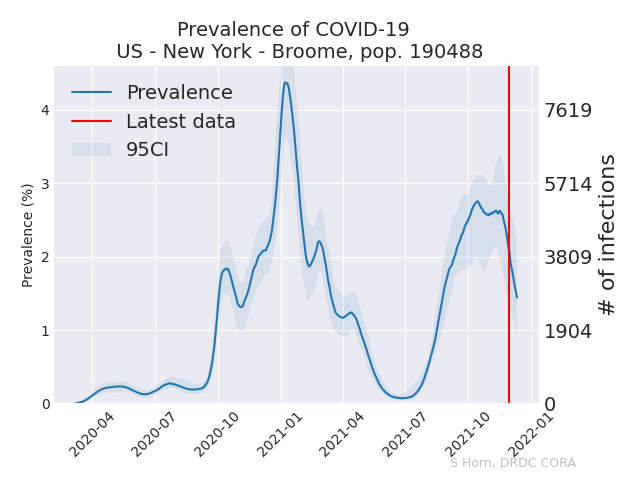 Prevalence of COVID-19
US - New York - Broome, pop. 190488
Prevalence
Latest data
95CI
Prevalence (%)
4
3
2
1
0
7619
5714
3809
1904
0
# of infections
2020-04
2020-07
2020-10
2021-01
2021-04
2021-07
2021-10
2022-01
S Horn, DRDC CORA